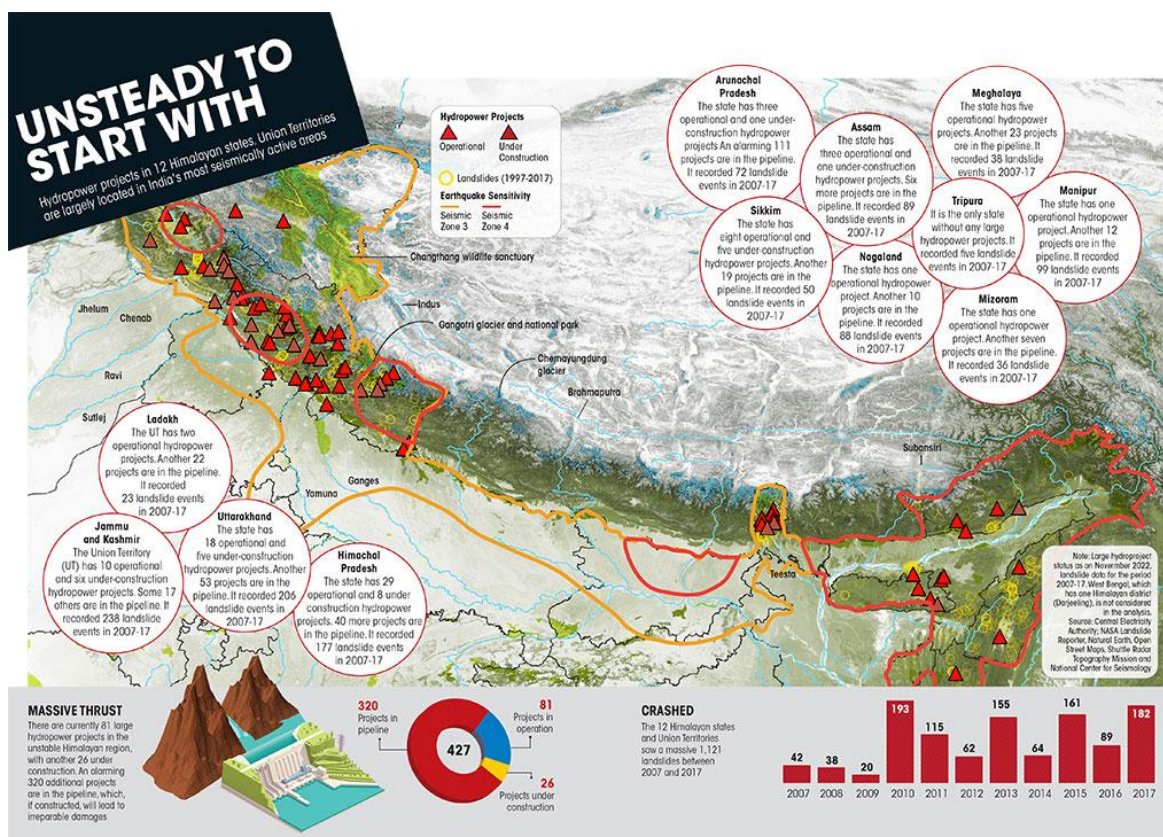 UNSTEADY TO
START WITH
Hydropower projects in 12 Himalayan states, Union Territories
are largely located in India's most seismically active areas
Hydropower Projects
Operational
Under
Construction
Landslides (1997-2017)
Earthquake Sensitivity
Seismic
Zone 3
Seismic
Zone 4
Changthang wildlife sanctuary
Indus
Gangotri glacier and national park
Chemayungdung
glacier
Brahmaputra
Jhelum
Chenab
Ravi
Sutlej
Yamuna
Ganges
Teesta
Subansiri
Arunachal
Pradesh
The state has three
operational and one under-
construction hydropower
projects An alarming 111
projects are in the pipeline.
It recorded 72 landslide
events in 2007-17
Assam
The state has
three operational and
one under-construction
hydropower projects. Six
more projects are in the
pipeline. It recorded 89
landslide events in
2007-17
Meghalaya
The state has five
operational hydropower
projects. Another 23 projects
are in the pipeline. It
recorded 38 landslide
events in 2007-17
Sikkim
The state has
eight operational and
five under-construction
hydropower projects. Another
19 projects are in the
pipeline. It recorded 50
landslide events in
2007-17
Tripura
It is the only state
without any large
hydropower projects. It
recorded five landslide
events in 2007-17
Manipur
The state has one
operational hydropower
project. Another 12
projects are in the
pipeline. It recorded
99 landslide events
in 2007-17
Nagaland
The state has one
operational hydropower
project. Another 10
projects are in the
pipeline. It recorded
88 landslide events
in 2007-17
Mizoram
The state has one
operational hydropower
project. Another seven
projects are in the pipeline.
It recorded 36 landslide
events in 2007-17
Ladakh
The UT has two
operational hydropower
projects. Another 22
projects are in the pipeline.
It recorded
23 landslide events
in 2007-17
Jammu
and Kashmir
The Union Territory
(UT) has 10 operational
and six under-construction
hydropower projects. Some 17
others are in the pipeline. It
recorded 238 landslide
events in 2007-17
Uttarakhand
The state has
18 operational and
five under-construction
hydropower projects. Another
53 projects are in the
pipeline. It recorded 206
landslide events in
2007-17
Himachal
Pradesh
The state has 29
operational and 8 under
construction hydropower
projects. 40 more projects are
in the pipeline. It recorded
177 landslide events
in 2007-17
Note: Large hydroproject
status as on November 2022,
landslide data for the period
2007-17. West Bengal, which
has one Himalayan district
(Darjeeling), is not considered
in the analysis.
Source: Central Electricity
Authority; NASA Landslide
Reporter, Natural Earth, Open
Street Maps, Shuttle Radar
Topography Mission and
National Center for Seismology
MASSIVE THRUST
There are currently 81 large
hydropower projects in the
unstable Himalayan region,
with another 26 under
construction. An alarming
320 additional projects
are in the pipeline, which,
if constructed, will lead to
irreparable damages
320
Projects in
pipeline
427
81
Projects in
operation
26
Projects under
construction
CRASHED
The 12 Himalayan states
and Union Territories
saw a massive 1,121
landslides between
2007 and 2017
42 38 20 193 115 62 155 64 161 89 182
2007 2008 2009 2010 2011 2012 2013 2014 2015 2016 2017